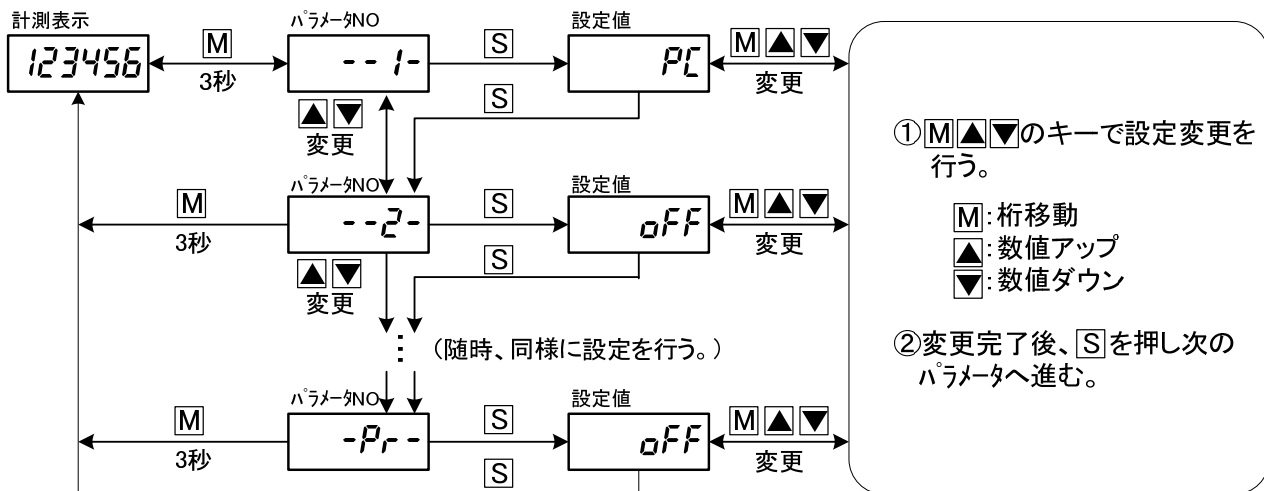 計測表示
123456
M
3秒
パラメータNO
--1-
S
設定値
PC
M▲▼
変更
▲▼
変更
S
パラメータNO
--2-
M
3秒
S
設定値
oFF
M▲▼
変更
▲▼
変更
S
⋮ (随時、同様に設定を行う。)
パラメータNO
-Pr-
M
3秒
S
設定値
oFF
M▲▼
変更
S
①M▲▼のキーで設定変更を
行う。
M:桁移動
▲:数値アップ
▼:数値ダウン
②変更完了後、Sを押し次の
パラメータへ進む。